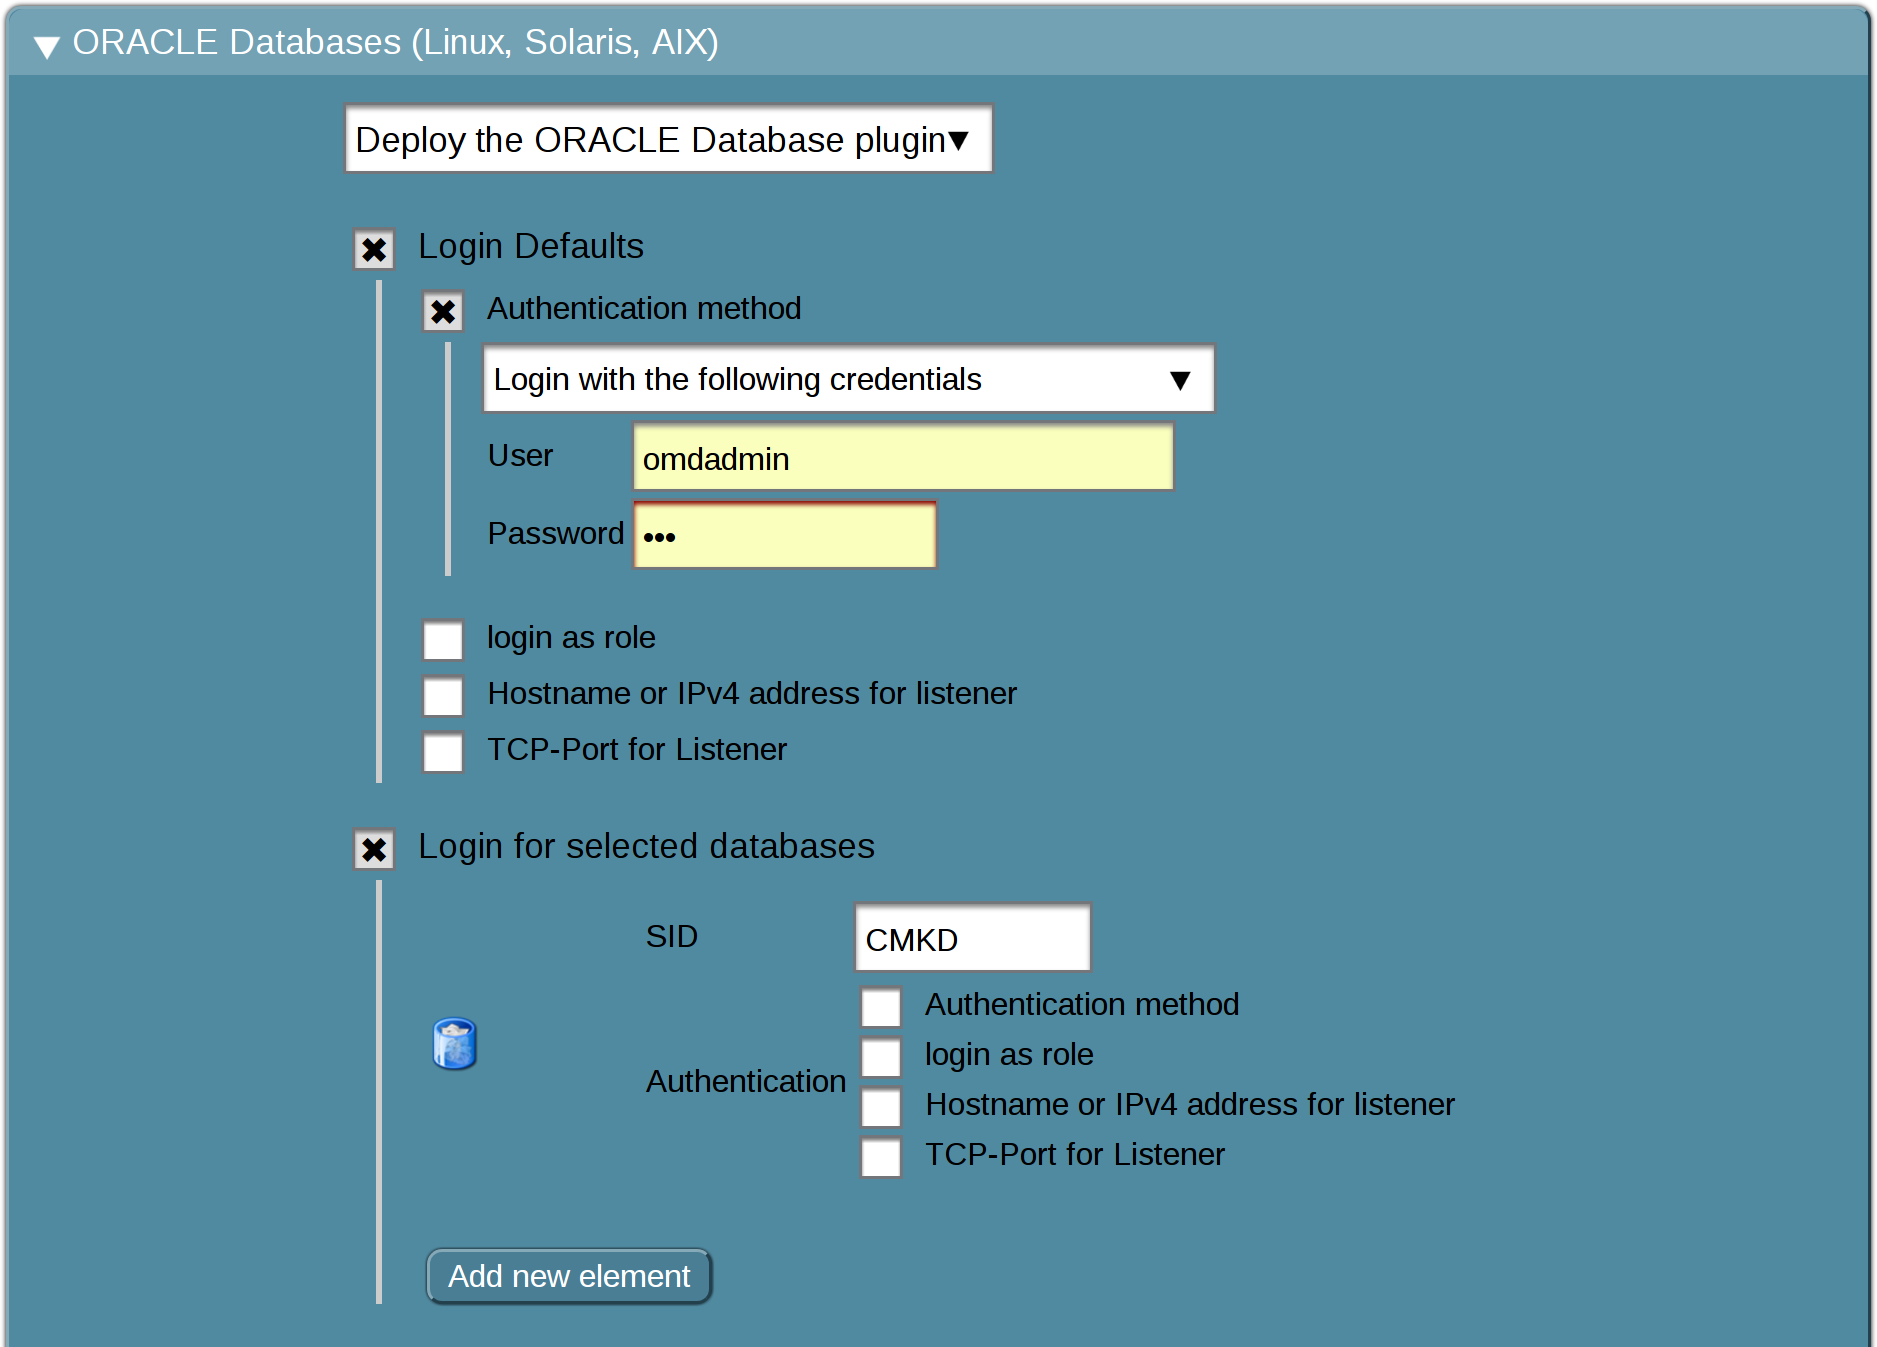 ORACLE Databases (Linux, Solaris, AIX)
Deploy the ORACLE Database plugin
Login Defaults
Authentication method
Login with the following credentials
User omdadmin
Password •••
login as role
Hostname or IPv4 address for listener
TCP-Port for Listener
Login for selected databases
SID CMKD
Authentication
Authentication method
login as role
Hostname or IPv4 address for listener
TCP-Port for Listener
Add new element